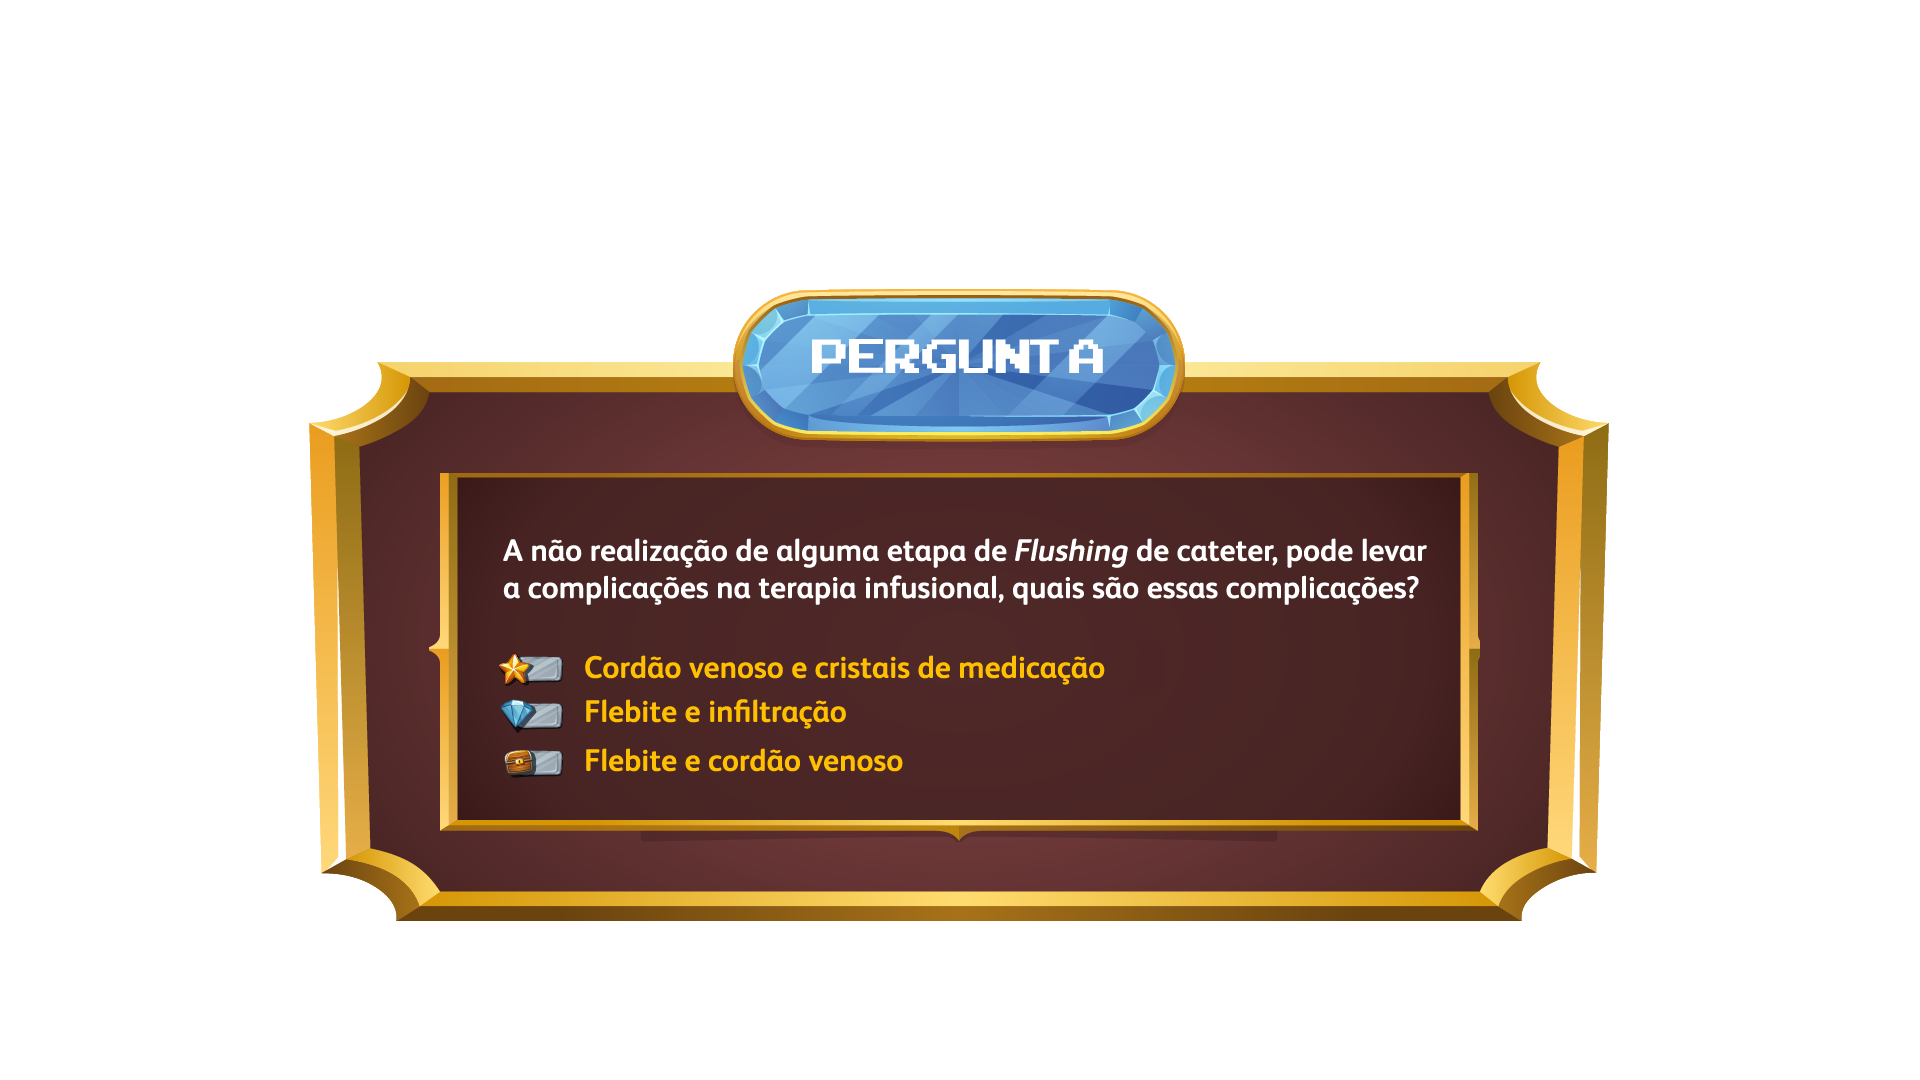 PERGUNTA
A não realização de alguma etapa de Flushing de cateter, pode levar
a complicações na terapia infusional, quais são essas complicações?
Cordão venoso e cristais de medicação
Flebite e infiltração
Flebite e cordão venoso